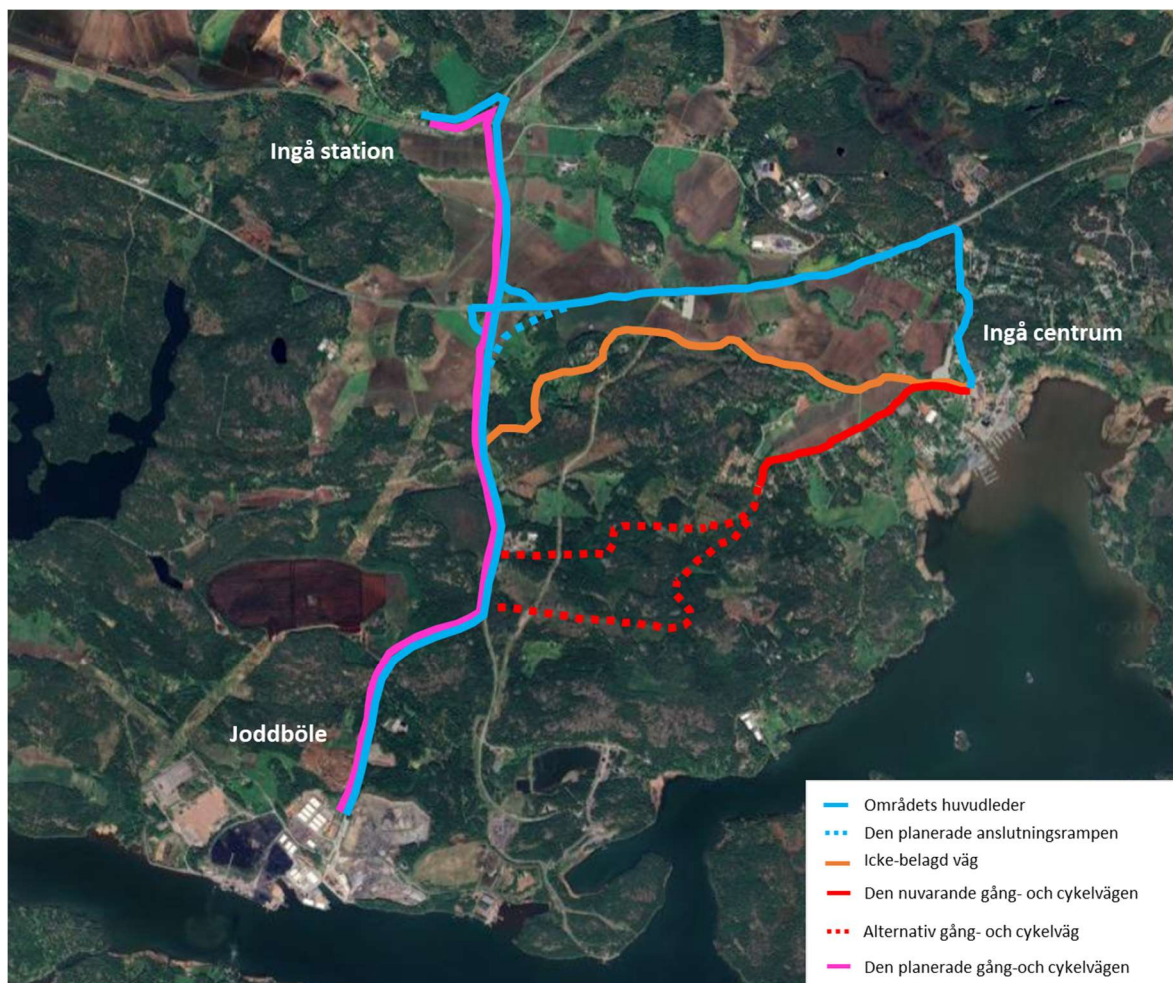 Ingå station
Ingå centrum
Joddböle
Områdets huvudleder
Den planerade anslutningsrampen
Icke-belagd väg
Den nuvarande gång- och cykelvägen
Alternativ gång- och cykelväg
Den planerade gång-och cykelvägen